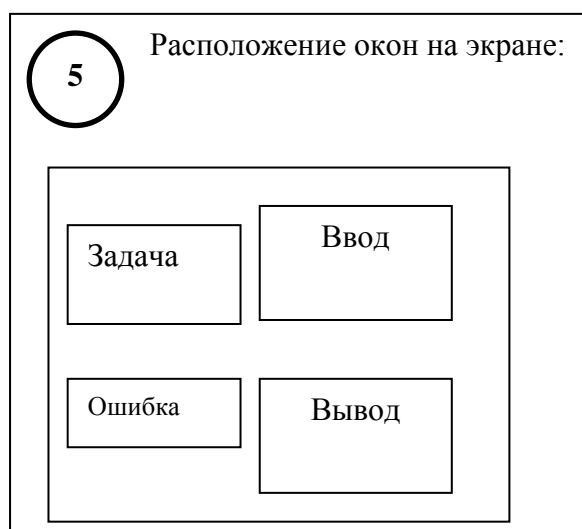 5
Расположение окон на экране:
Задача
Ввод
Ошибка
Вывод